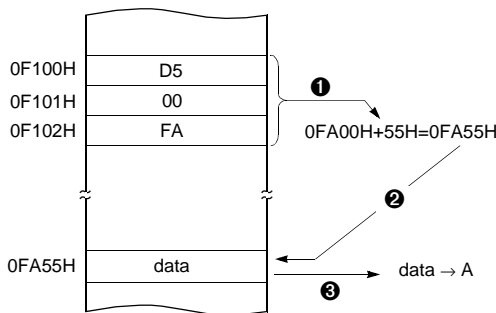 0F100H D5
0F101H 00
0F102H FA
❶
0FA00H+55H=0FA55H
❷
0FA55H data
❸ data → A